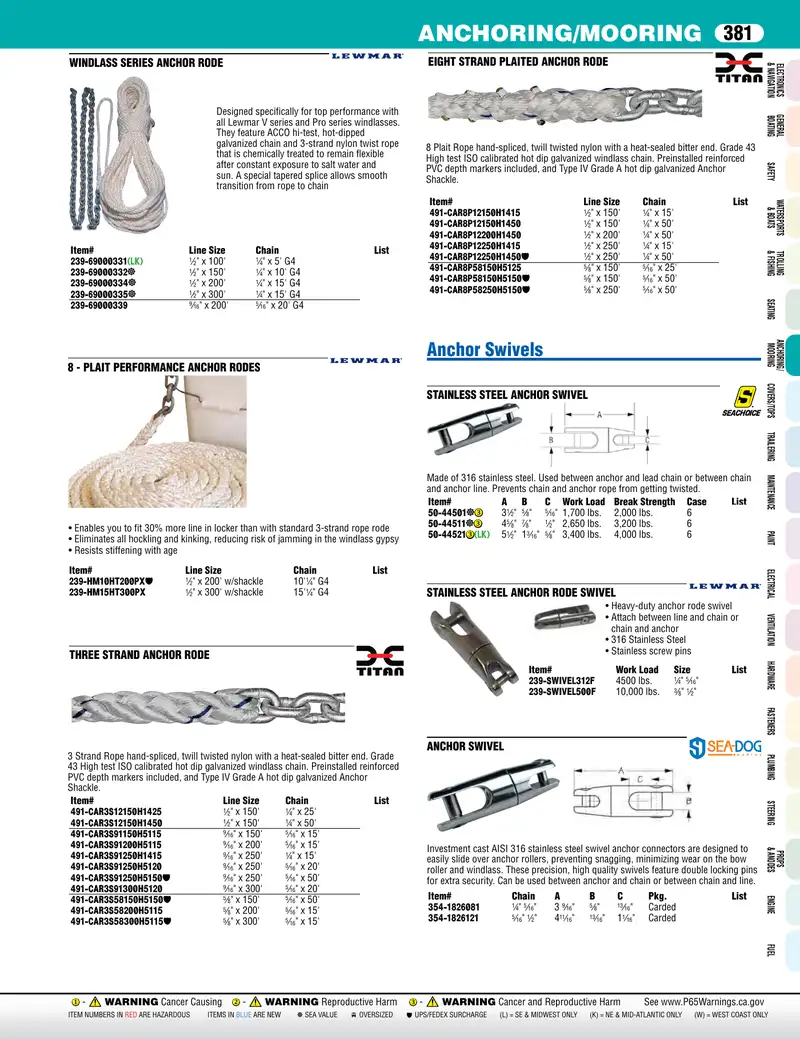 ANCHORING/MOORING 381
WINDLASS SERIES ANCHOR RODE
LEWMAR
Designed specifically for top performance with
all Lewmar V series and Pro series windlasses.
They feature ACCO hi-test, hot-dipped
galvanized chain and 3-strand nylon twist rope
that is chemically treated to remain flexible
after constant exposure to salt water and
sun. A special tapered splice allows smooth
transition from rope to chain
Item# Line Size Chain List
239-69000331(LK) ½" x 100' ¼" x 5' G4
239-69000332 ½" x 150' ¼" x 10' G4
239-69000334 ½" x 200' ¼" x 15' G4
239-69000335 ½" x 300' ¼" x 15' G4
239-69000339 9⁄16" x 200' 5⁄16" x 20' G4
8 - PLAIT PERFORMANCE ANCHOR RODES
LEWMAR
• Enables you to fit 30% more line in locker than with standard 3-strand rope rode
• Eliminates all hockling and kinking, reducing risk of jamming in the windlass gypsy
• Resists stiffening with age
Item# Line Size Chain List
239-HM10HT200PX ½" x 200' w/shackle 10'¼" G4
239-HM15HT300PX ½" x 300' w/shackle 15'¼" G4
THREE STRAND ANCHOR RODE
TITAN
3 Strand Rope hand-spliced, twill twisted nylon with a heat-sealed bitter end. Grade
43 High test ISO calibrated hot dip galvanized windlass chain. Preinstalled reinforced
PVC depth markers included, and Type IV Grade A hot dip galvanized Anchor
Shackle.
Item# Line Size Chain List
491-CAR3S12150H1425 ½" x 150' ¼" x 25'
491-CAR3S12150H1450 ½" x 150' ¼" x 50'
491-CAR3S91150H5115 9⁄16" x 150' 5⁄16" x 15'
491-CAR3S91200H5115 9⁄16" x 200' 5⁄16" x 15'
491-CAR3S91250H1415 9⁄16" x 250' ¼" x 15'
491-CAR3S91250H5120 9⁄16" x 250' 5⁄16" x 20'
491-CAR3S91250H5150 9⁄16" x 250' 5⁄16" x 50'
491-CAR3S91300H5120 9⁄16" x 300' 5⁄16" x 20'
491-CAR3S58150H5150 ⅝" x 150' 5⁄16" x 50'
491-CAR3S58200H5115 ⅝" x 200' 5⁄16" x 15'
491-CAR3S58300H5115 ⅝" x 300' 5⁄16" x 15'
EIGHT STRAND PLAITED ANCHOR RODE
TITAN
8 Plait Rope hand-spliced, twill twisted nylon with a heat-sealed bitter end. Grade 43
High test ISO calibrated hot dip galvanized windlass chain. Preinstalled reinforced
PVC depth markers included, and Type IV Grade A hot dip galvanized Anchor
Shackle.
Item# Line Size Chain List
491-CAR8P12150H1415 ½" x 150' ¼" x 15'
491-CAR8P12150H1450 ½" x 150' ¼" x 50'
491-CAR8P12200H1450 ½" x 200' ¼" x 50'
491-CAR8P12250H1415 ½" x 250' ¼" x 15'
491-CAR8P12250H1450 ½" x 250' ¼" x 50'
491-CAR8P58150H5125 ⅝" x 150' 5⁄16" x 25'
491-CAR8P58150H5150 ⅝" x 150' 5⁄16" x 50'
491-CAR8P58250H5150 ⅝" x 250' 5⁄16" x 50'
Anchor Swivels
STAINLESS STEEL ANCHOR SWIVEL
S
SEACHOICE
A
B
C
Made of 316 stainless steel. Used between anchor and lead chain or between chain
and anchor line. Prevents chain and anchor rope from getting twisted.
Item# A B C Work Load Break Strength Case List
50-44501 3 3½" ⅝" 5⁄16" 1,700 lbs. 2,000 lbs. 6
50-44511 3 4⅝" ⅞" ½" 2,650 lbs. 3,200 lbs. 6
50-44521 3 (LK) 5½" 13⁄16" ⅝" 3,400 lbs. 4,000 lbs. 6
STAINLESS STEEL ANCHOR RODE SWIVEL
LEWMAR
• Heavy-duty anchor rode swivel
• Attach between line and chain or
chain and anchor
• 316 Stainless Steel
• Stainless screw pins
Item# Work Load Size List
239-SWIVEL312F 4500 lbs. ¼" 5⁄16"
239-SWIVEL500F 10,000 lbs. ⅜" ½"
ANCHOR SWIVEL
SEA-DOG
A
C
B
Investment cast AISI 316 stainless steel swivel anchor connectors are designed to
easily slide over anchor rollers, preventing snagging, minimizing wear on the bow
roller and windlass. These precision, high quality swivels feature double locking pins
for extra security. Can be used between anchor and chain or between chain and line.
Item# Chain A B C Pkg. List
354-1826081 ¼" 5⁄16" 3 9⁄16" ⅝" 13⁄16" Carded
354-1826121 5⁄16" ½" 4 11⁄16" 13⁄16" 1 1⁄16" Carded
ELECTRONICS
& NAVIGATION
GENERAL
BOATING
SAFETY
WATERSPORTS
& BOATS
TROLLING
& FISHING
SEATING
ANCHORING/
MOORING
COVERS/TOPS
TRAILERING
MAINTENANCE
PAINT
ELECTRICAL
VENTILATION
HARDWARE
FASTENERS
PLUMBING
STEERING
PROPS
& ANODES
ENGINE
FUEL
1 - WARNING Cancer Causing 2 - WARNING Reproductive Harm 3 - WARNING Cancer and Reproductive Harm See www.P65Warnings.ca.gov
ITEM NUMBERS IN RED ARE HAZARDOUS ITEMS IN BLUE ARE NEW SEA VALUE OVERSIZED UPS/FEDEX SURCHARGE (L) = SE & MIDWEST ONLY (K) = NE & MID-ATLANTIC ONLY (W) = WEST COAST ONLY